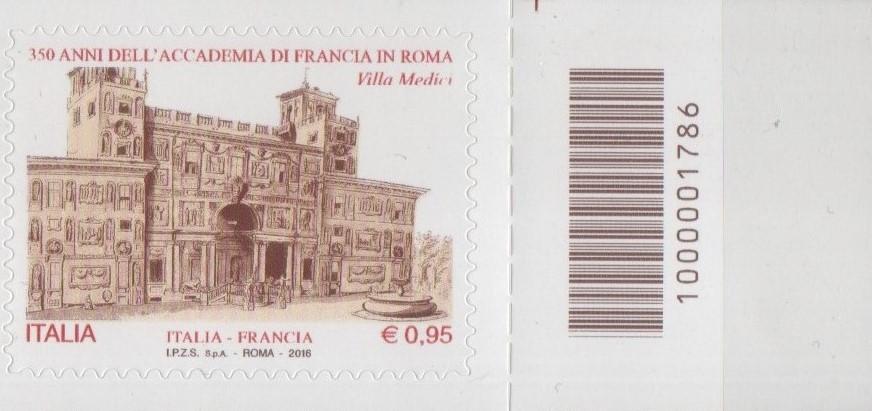 350 ANNI DELL'ACCADEMIA DI FRANCIA IN ROMA
Villa Medici
ITALIA
ITALIA - FRANCIA
€ 0,95
I.P.Z.S. S.p.A. - ROMA - 2016
1000001786